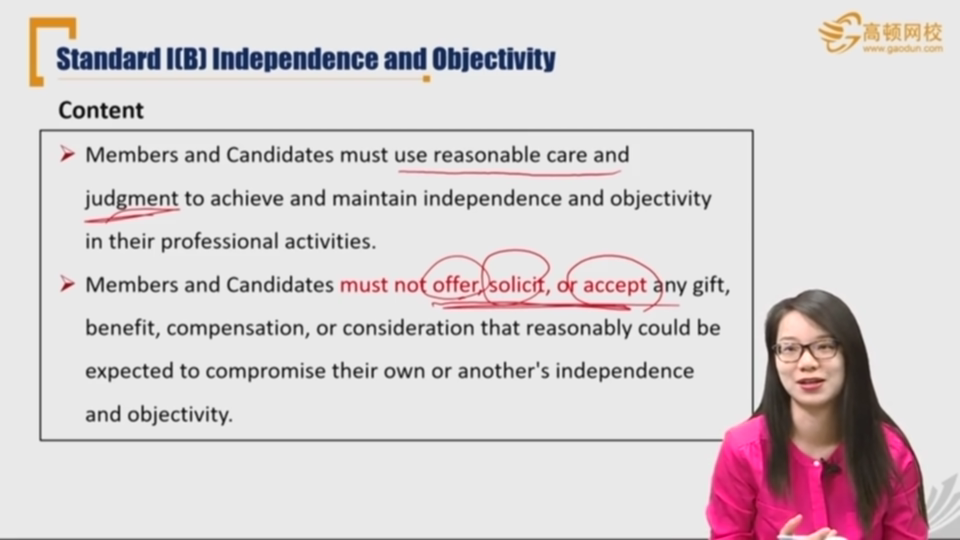 Standard I(B) Independence and Objectivity
高顿网校
www.gaodun.com
Content
Members and Candidates must use reasonable care and
judgment to achieve and maintain independence and objectivity
in their professional activities.
Members and Candidates must not offer, solicit, or accept any gift,
benefit, compensation, or consideration that reasonably could be
expected to compromise their own or another's independence
and objectivity.